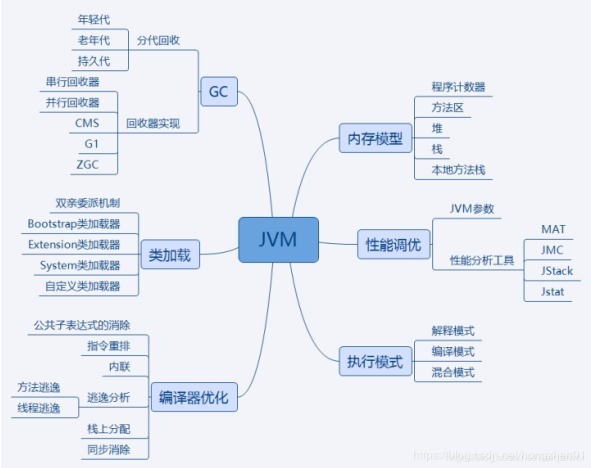 JVM
GC
分代回收
年轻代
老年代
持久代
回收器实现
串行回收器
并行回收器
CMS
G1
ZGC
类加载
双亲委派机制
Bootstrap类加载器
Extension类加载器
System类加载器
自定义类加载器
编译器优化
公共子表达式的消除
指令重排
内联
逃逸分析
方法逃逸
线程逃逸
栈上分配
同步消除
内存模型
程序计数器
方法区
堆
栈
本地方法栈
性能调优
JVM参数
性能分析工具
MAT
JMC
JStack
Jstat
执行模式
解释模式
编译模式
混合模式